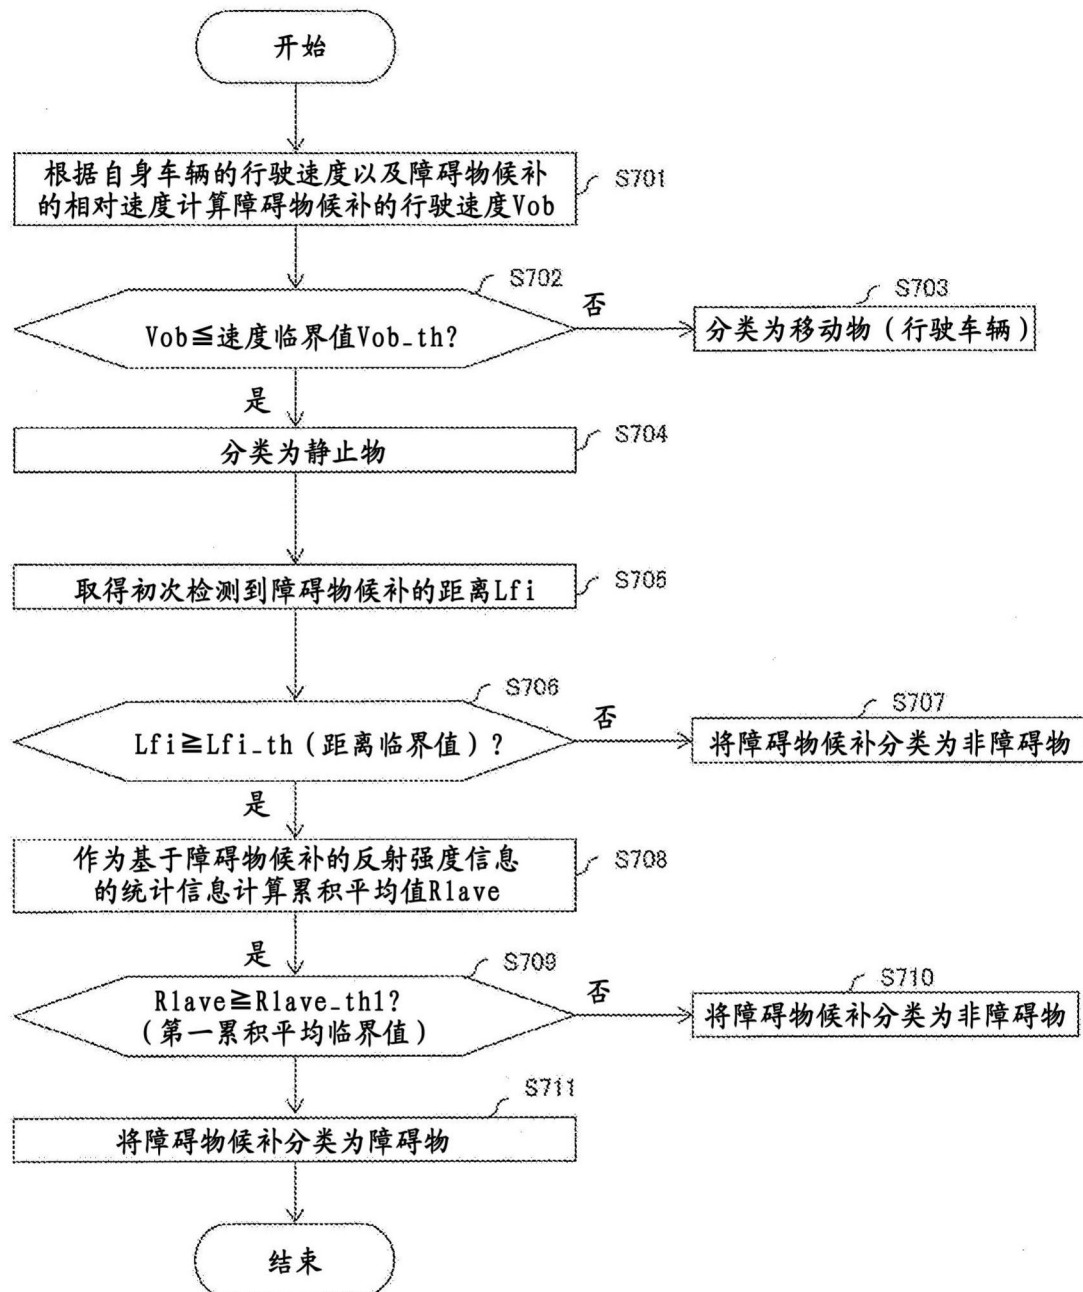 开始
根据自身车辆的行驶速度以及障碍物候补
的相对速度计算障碍物候补的行驶速度Vob
S701
S702
Vob≦速度临界值Vob_th?
否
S703
分类为移动物（行驶车辆）
是
分类为静止物
S704
取得初次检测到障碍物候补的距离Lfi
S705
S706
Lfi≧Lfi_th（距离临界值）？
否
S707
将障碍物候补分类为非障碍物
是
作为基于障碍物候补的反射强度信息
的统计信息计算累积平均值Rlave
S708
是
S709
Rlave≧Rlave_th1?
（第一累积平均临界值）
否
S710
将障碍物候补分类为非障碍物
S711
将障碍物候补分类为障碍物
结束